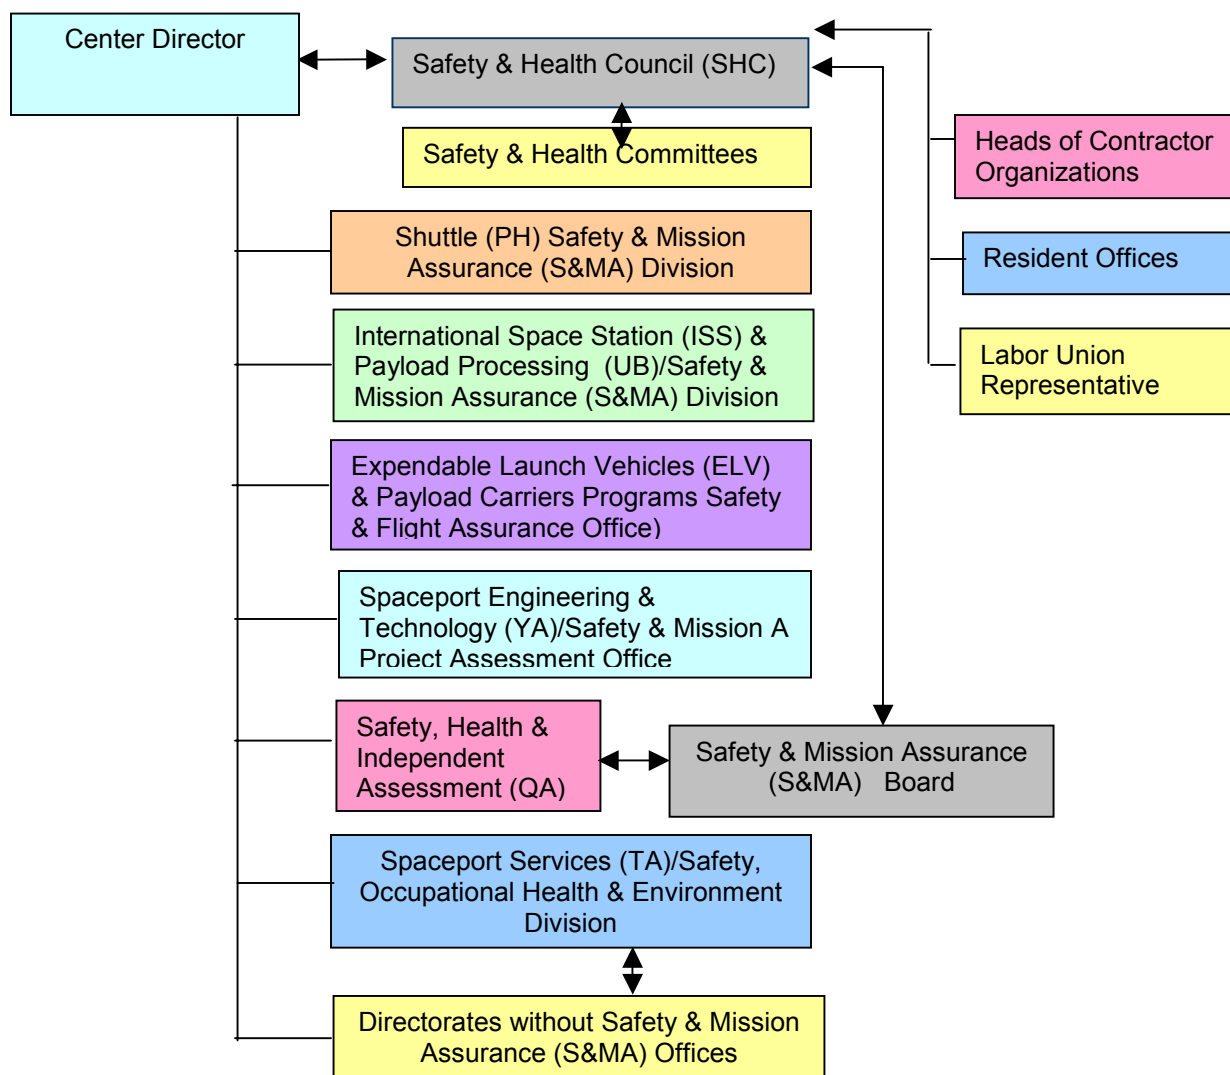 Center Director
Safety & Health Council (SHC)
Safety & Health Committees
Heads of Contractor
Organizations
Shuttle (PH) Safety & Mission
Assurance (S&MA) Division
Resident Offices
International Space Station (ISS) &
Payload Processing (UB)/Safety &
Mission Assurance (S&MA) Division
Labor Union
Representative
Expendable Launch Vehicles (ELV)
& Payload Carriers Programs Safety
& Flight Assurance Office)
Spaceport Engineering &
Technology (YA)/Safety & Mission A
Project Assessment Office
Safety, Health &
Independent
Assessment (QA)
Safety & Mission Assurance
(S&MA) Board
Spaceport Services (TA)/Safety,
Occupational Health & Environment
Division
Directorates without Safety & Mission
Assurance (S&MA) Offices